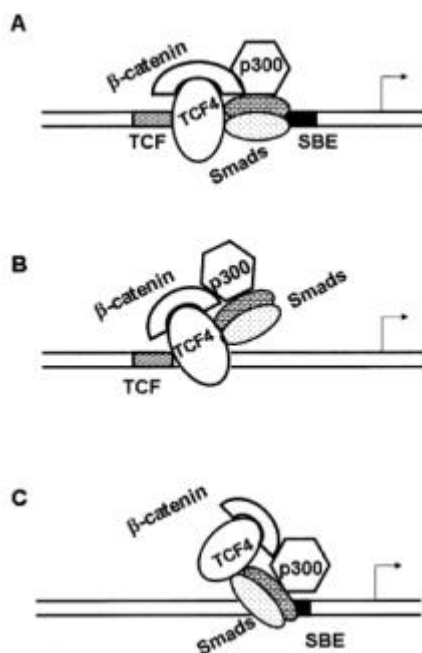 A
β-catenin
p300
TCF4
TCF
SBE
Smads
B
β-catenin
p300
Smads
TCF4
TCF
C
β-catenin
TCF4
p300
Smads
SBE